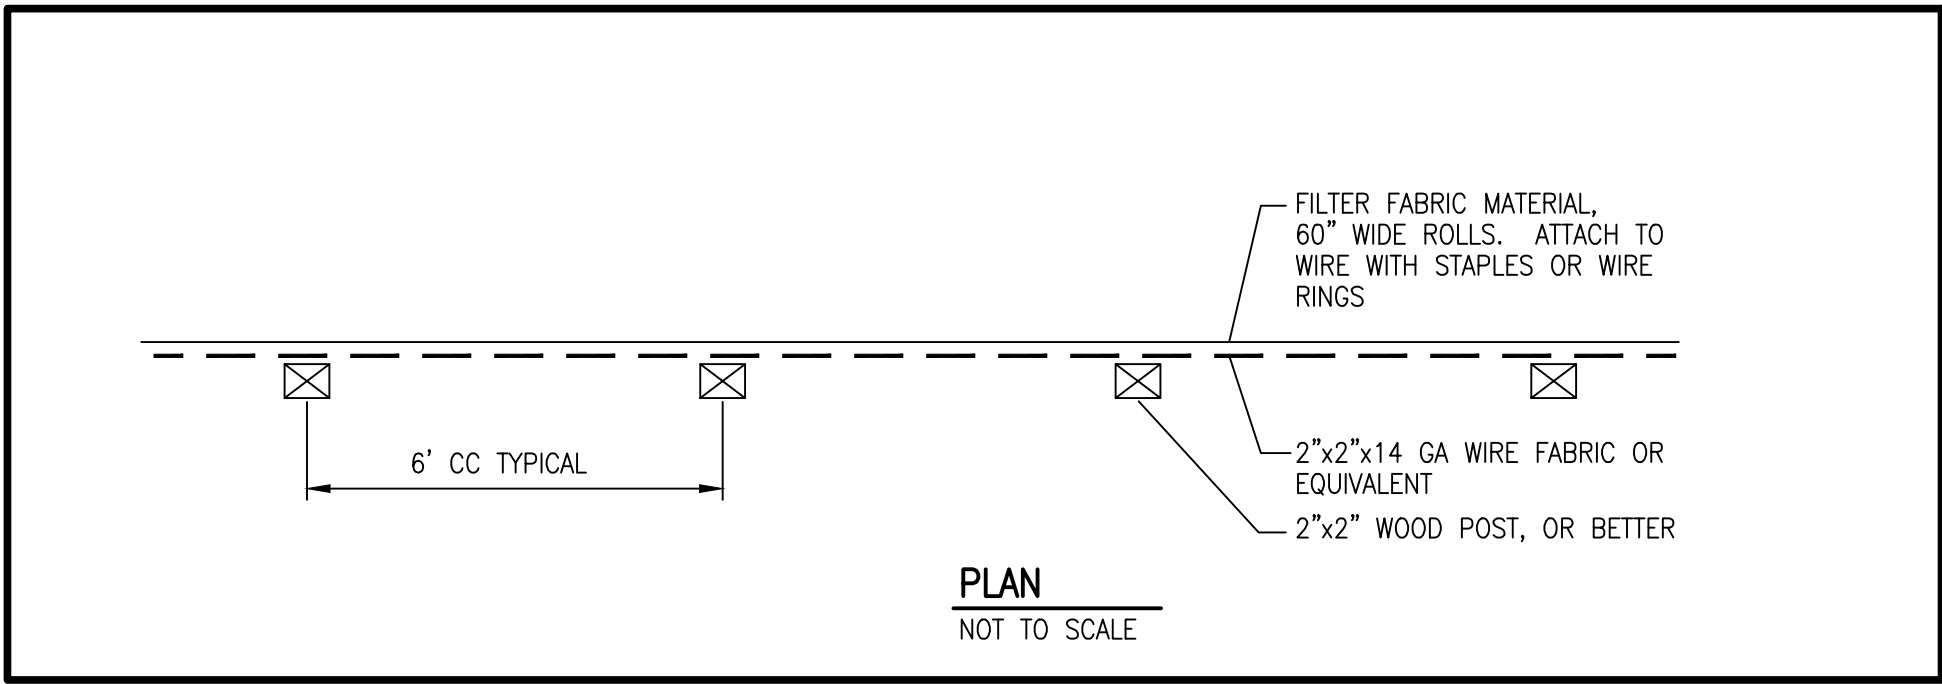 FILTER FABRIC MATERIAL,
60” WIDE ROLLS. ATTACH TO
WIRE WITH STAPLES OR WIRE
RINGS
6’ CC TYPICAL
2”x2”x14 GA WIRE FABRIC OR
EQUIVALENT
2”x2” WOOD POST, OR BETTER
PLAN
NOT TO SCALE